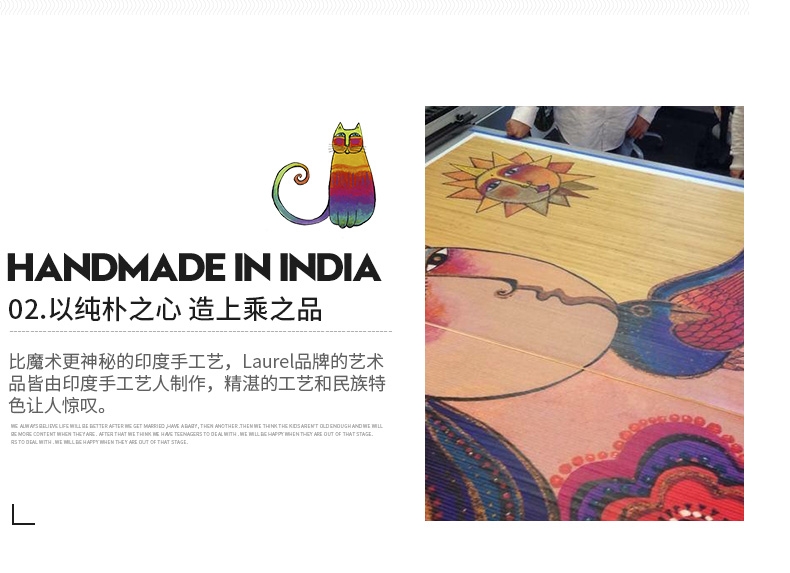 HANDMADE IN INDIA
02.以纯朴之心 造上乘之品
比魔术更神秘的印度手工艺，Laurel品牌的艺术
品皆由印度手工艺人制作，精湛的工艺和民族特
色让人惊叹。
WE ALWAYS BELIEVE LIFE WILL BE BETTER AFTER WE GET MARRIED ,HAVE A BABY , THEN ANOTHER .THEN WE THINK THE KIDS AREN'T OLD ENOUGH AND WE WILL
BE MORE CONTENT WHEN THEY ARE . AFTER THAT WE THINK WE HAVE TEENAGERS TO DEAL WITH . WE WILL BE HAPPY WHEN THEY ARE OUT OF THAT STAGE.
RS TO DEAL WITH . WE WILL BE HAPPY WHEN THEY ARE OUT OF THAT STAGE.